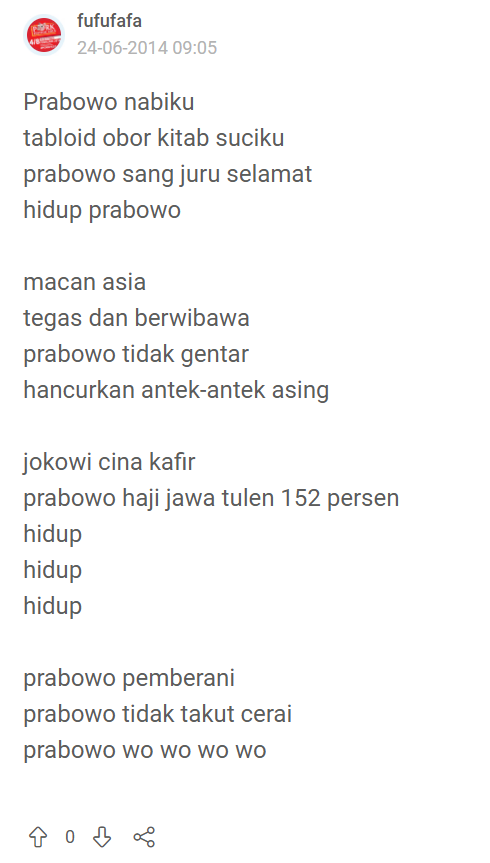 fufufafa
24-06-2014 09:05
Prabowo nabiku
tabloid obor kitab suciku
prabowo sang juru selamat
hidup prabowo
macan asia
tegas dan berwibawa
prabowo tidak gentar
hancurkan antek-antek asing
jokowi cina kafir
prabowo haji jawa tulen 152 persen
hidup
hidup
hidup
prabowo pemberani
prabowo tidak takut cerai
prabowo wo wo wo wo
0